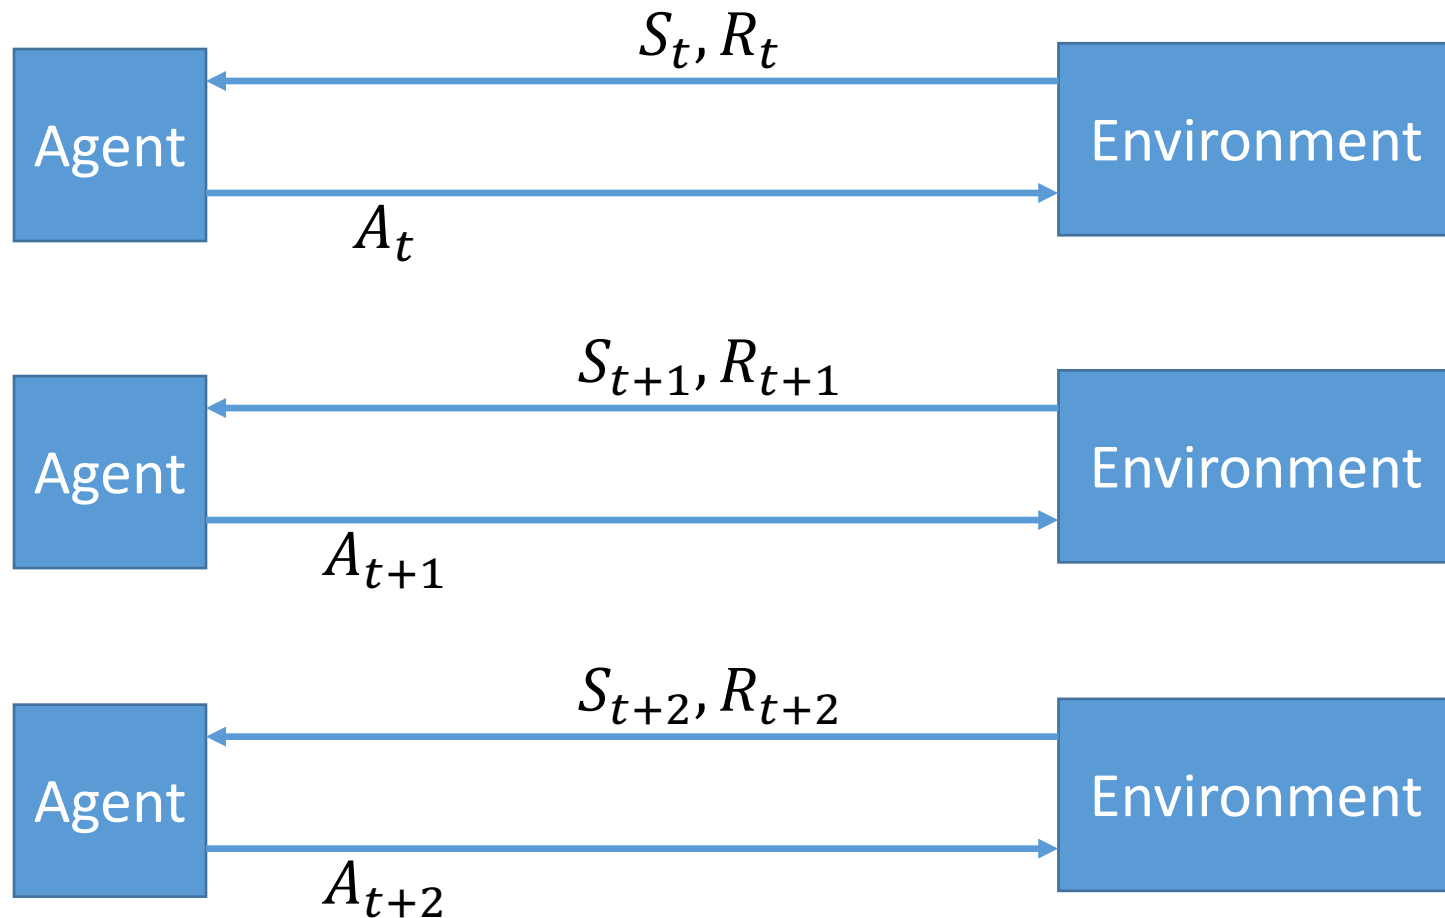 S_t, R_t
Agent
Environment
A_t
S_{t+1}, R_{t+1}
Agent
Environment
A_{t+1}
S_{t+2}, R_{t+2}
Agent
Environment
A_{t+2}